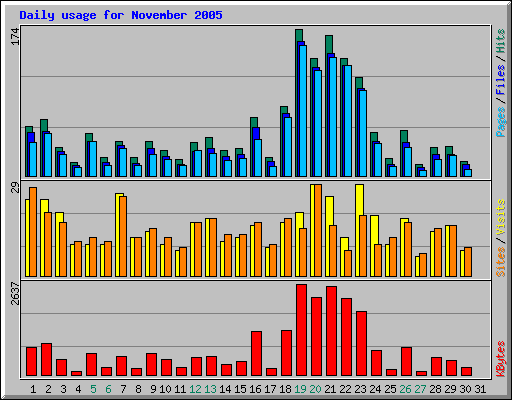 Daily usage for November 2005
174
Pages / Files / Hits
29
Sites / Visits
2637
KBytes
1 2 3 4 5 6 7 8 9 10 11 12 13 14 15 16 17 18 19 20 21 22 23 24 25 26 27 28 29 30 31